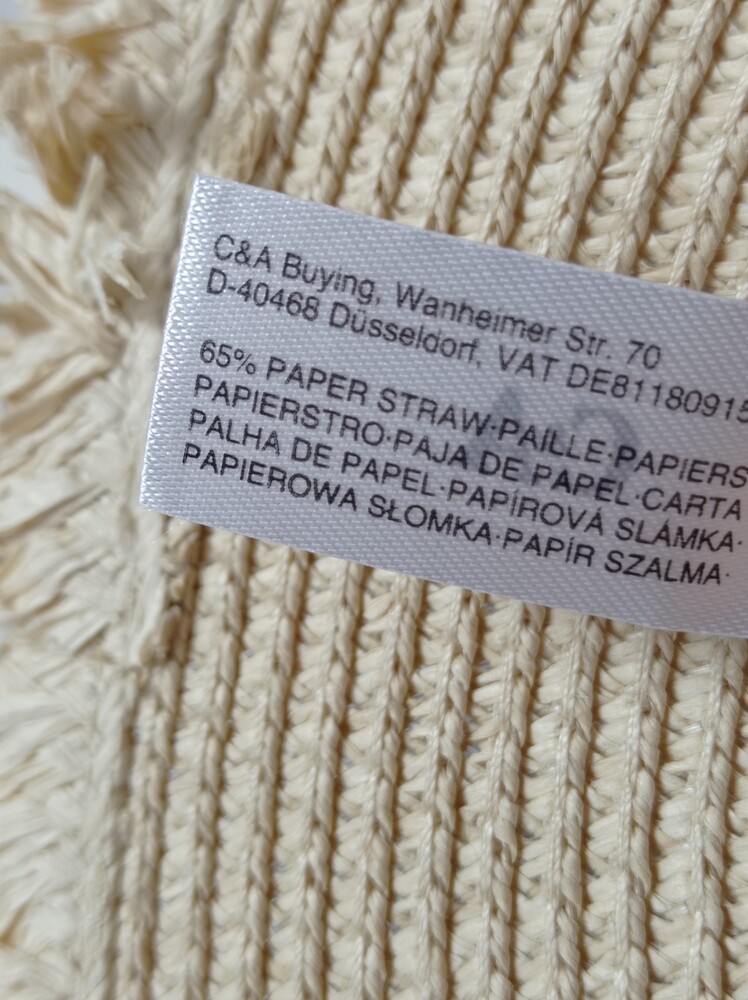 C&A Buying, Wanheimer Str. 70
D-40468 Düsseldorf, VAT DE81180915
65% PAPER STRAW·PAILLE·PAPIERS
PAPIERSTRO·PAJA DE PAPEL·CARTA
PALHA DE PAPEL·PAPÍROVÁ SLÁMKA·
PAPIEROWA SŁOMKA·PAPÍR SZALMA·